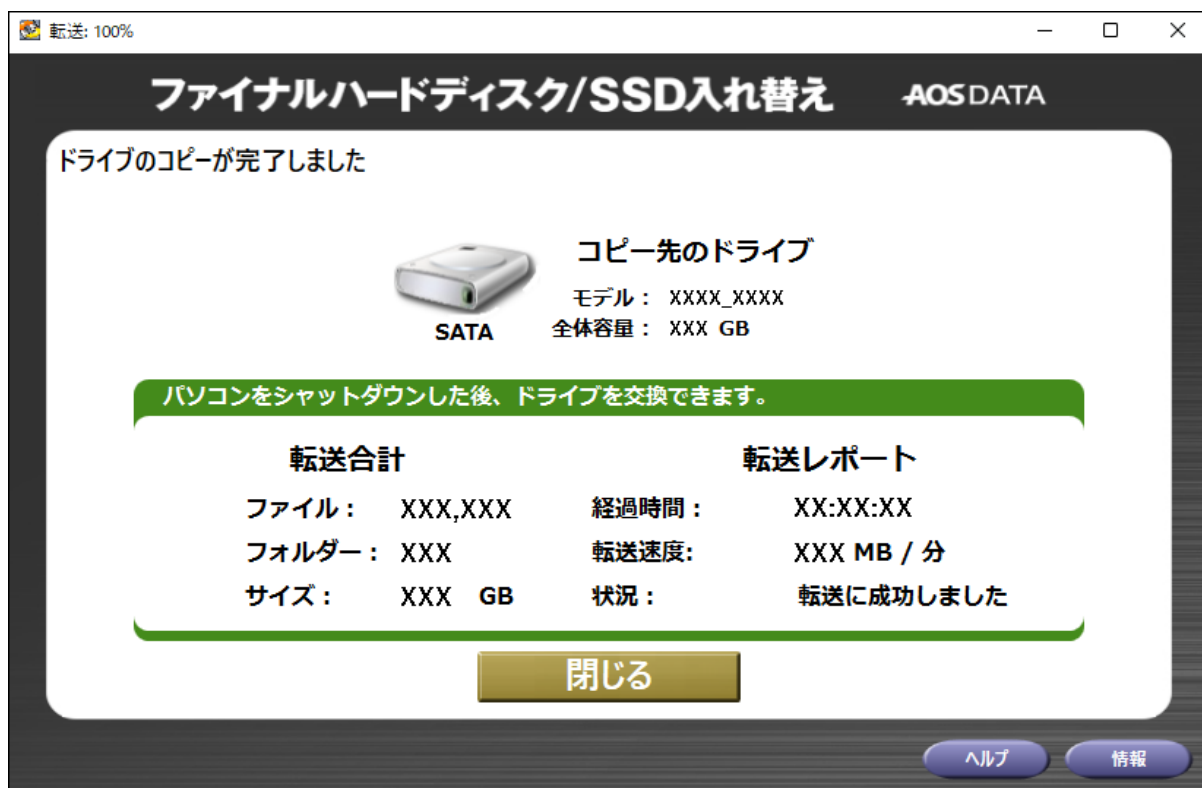 転送: 100%
ファイナルハードディスク/SSD入れ替え AOSDATA
ドライブのコピーが完了しました
コピー先のドライブ
モデル： XXXX_XXXX
SATA 全体容量： XXX GB
パソコンをシャットダウンした後、ドライブを交換できます。
転送合計 転送レポート
ファイル： XXX,XXX 経過時間： XX:XX:XX
フォルダー： XXX 転送速度: XXX MB / 分
サイズ： XXX GB 状況： 転送に成功しました
閉じる
ヘルプ 情報